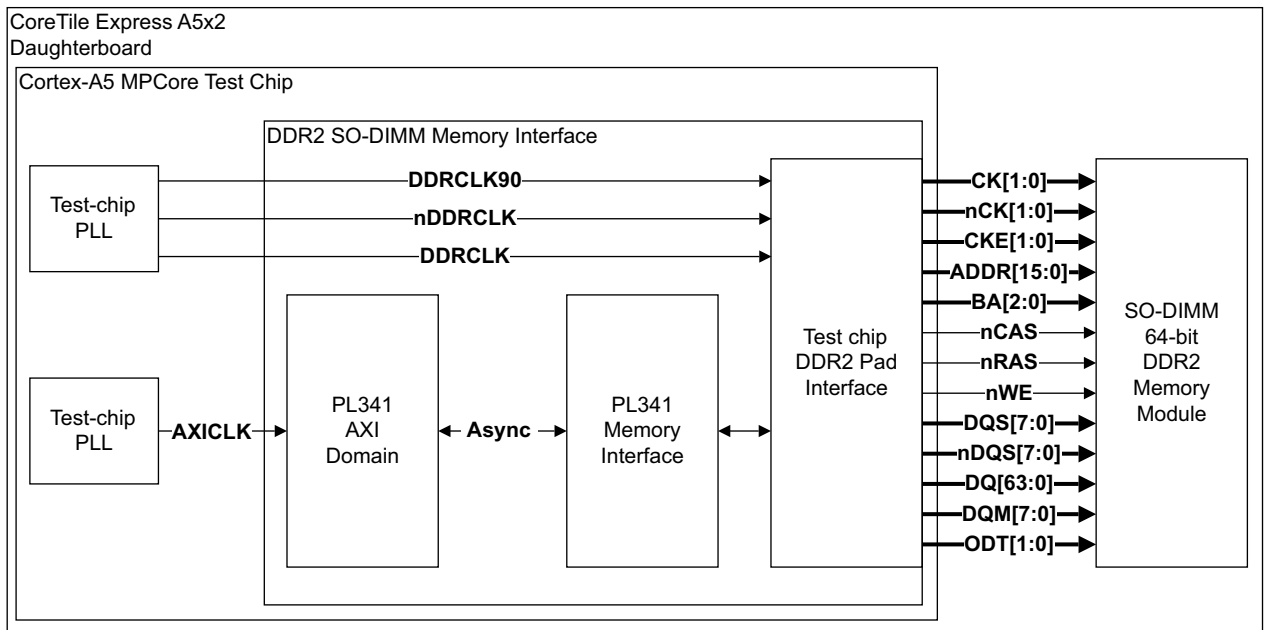 CoreTile Express A5x2
Daughterboard
Cortex-A5 MPCore Test Chip
DDR2 SO-DIMM Memory Interface
Test-chip
PLL
DDRCLK90
nDDRCLK
DDRCLK
Test-chip
PLL
AXICLK
PL341
AXI
Domain
Async
PL341
Memory
Interface
Test chip
DDR2 Pad
Interface
CK[1:0]
nCK[1:0]
CKE[1:0]
ADDR[15:0]
BA[2:0]
nCAS
nRAS
nWE
DQS[7:0]
nDQS[7:0]
DQ[63:0]
DQM[7:0]
ODT[1:0]
SO-DIMM
64-bit
DDR2
Memory
Module